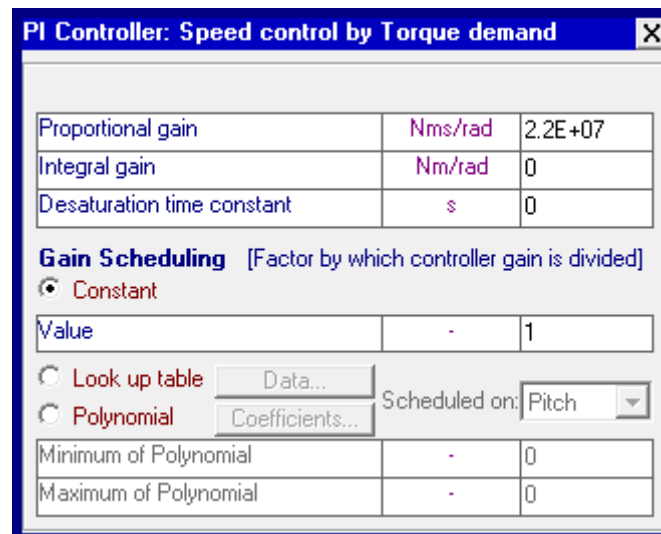 PI Controller: Speed control by Torque demand X
Proportional gain Nms/rad 2.2E+07
Integral gain Nm/rad 0
Desaturation time constant s 0
Gain Scheduling [Factor by which controller gain is divided]
Constant
Value - 1
Look up table Data...
Scheduled on: Pitch
Polynomial Coefficients...
Minimum of Polynomial - 0
Maximum of Polynomial - 0